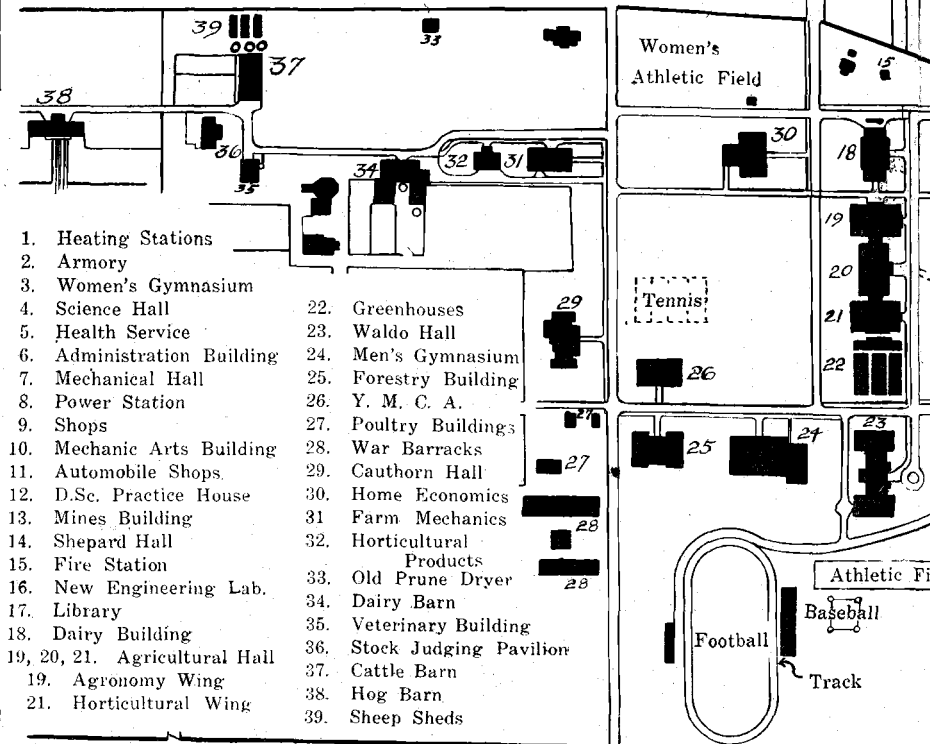 39
33
Women's
Athletic Field
15
37
38
36
35
34
32
31
30
18
19
20
21
22
29
Tennis
26
27
25
24
23
27
28
28
1. Heating Stations
2. Armory
3. Women's Gymnasium
4. Science Hall
5. Health Service
6. Administration Building
7. Mechanical Hall
8. Power Station
9. Shops
10. Mechanic Arts Building
11. Automobile Shops
12. D.Sc. Practice House
13. Mines Building
14. Shepard Hall
15. Fire Station
16. New Engineering Lab.
17. Library
18. Dairy Building
19, 20, 21. Agricultural Hall
19. Agronomy Wing
21. Horticultural Wing
22. Greenhouses
23. Waldo Hall
24. Men's Gymnasium
25. Forestry Building
26. Y. M. C. A.
27. Poultry Buildings
28. War Barracks
29. Cauthorn Hall
30. Home Economics
31 Farm Mechanics
32. Horticultural
Products
33. Old Prune Dryer
34. Dairy Barn
35. Veterinary Building
36. Stock Judging Pavilion
37. Cattle Barn
38. Hog Barn
39. Sheep Sheds
Athletic Fi
Baseball
Football
Track